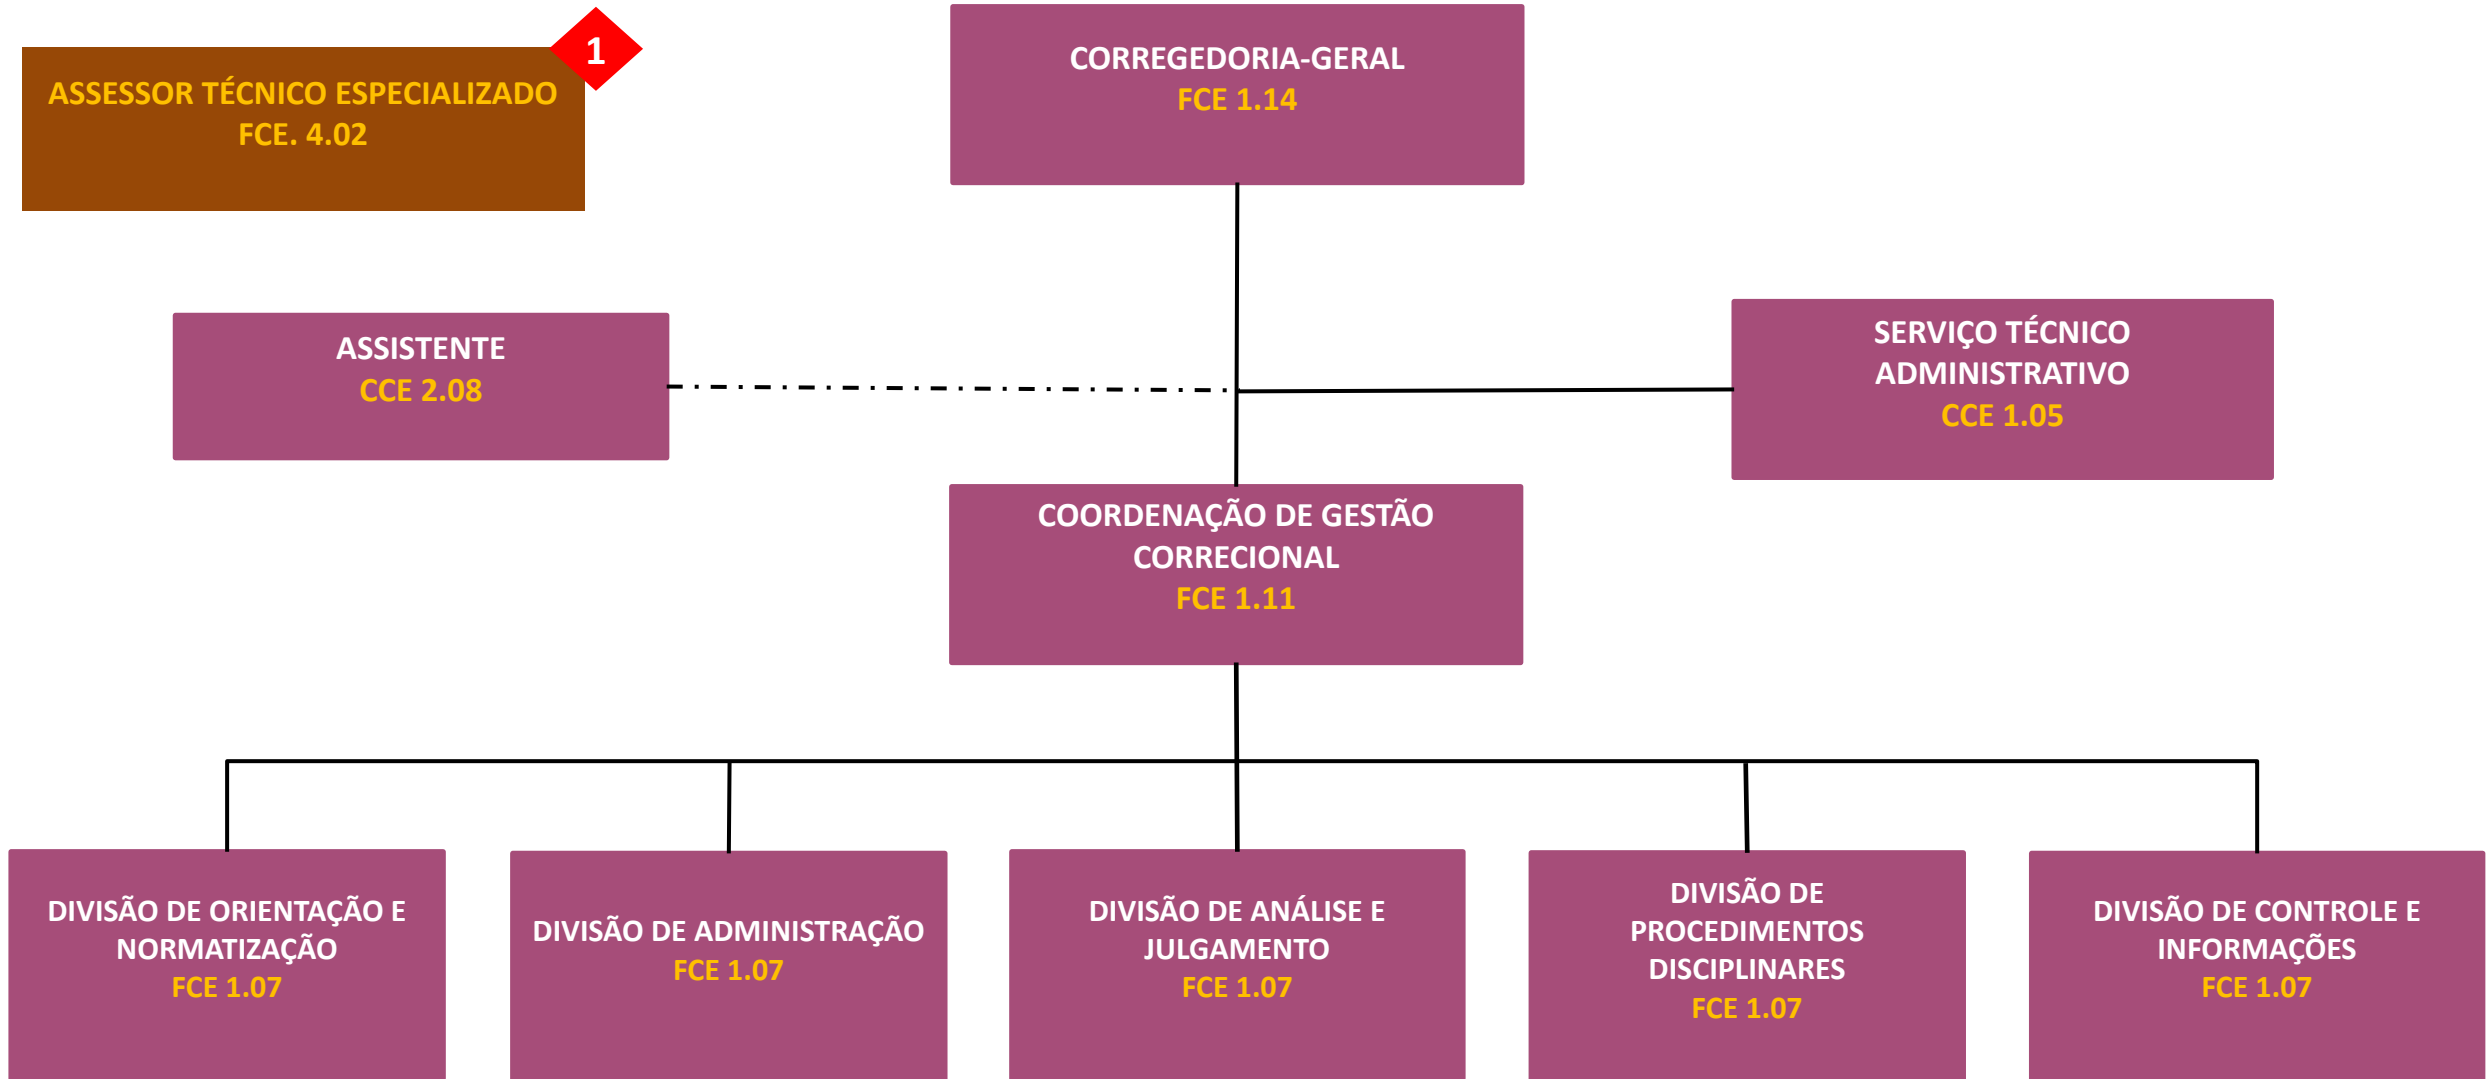 1
ASSESSOR TÉCNICO ESPECIALIZADO
FCE. 4.02
CORREGEDORIA-GERAL
FCE 1.14
ASSISTENTE
CCE 2.08
SERVIÇO TÉCNICO
ADMINISTRATIVO
CCE 1.05
COORDENAÇÃO DE GESTÃO
CORRECIONAL
FCE 1.11
DIVISÃO DE ORIENTAÇÃO E
NORMATIZAÇÃO
FCE 1.07
DIVISÃO DE ADMINISTRAÇÃO
FCE 1.07
DIVISÃO DE ANÁLISE E
JULGAMENTO
FCE 1.07
DIVISÃO DE
PROCEDIMENTOS
DISCIPLINARES
FCE 1.07
DIVISÃO DE CONTROLE E
INFORMAÇÕES
FCE 1.07